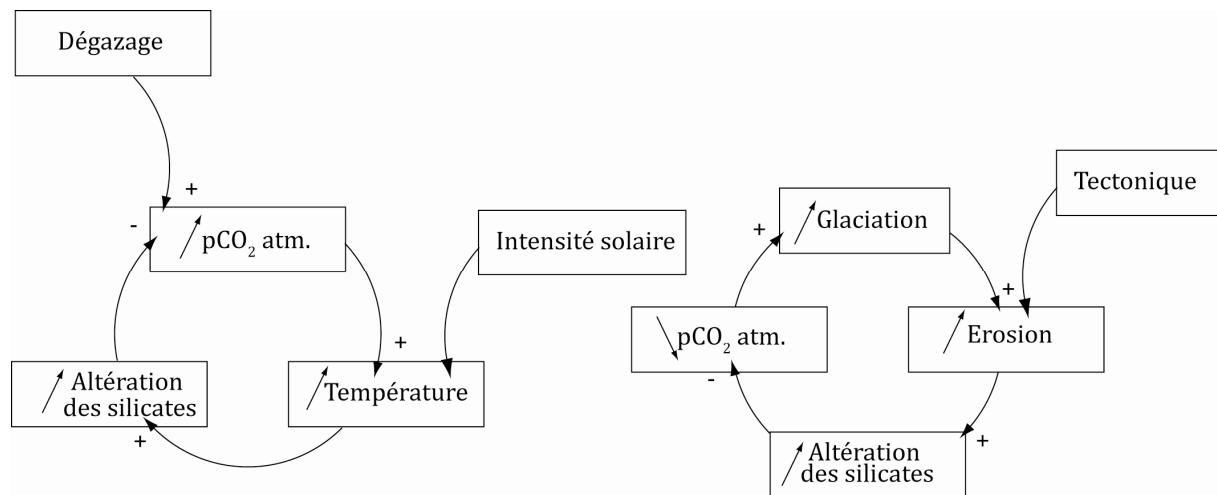 Dégazage
+
-
pCO₂ atm.
Intensité solaire
+
Altération
des silicates
Température
+
Tectonique
Glaciation
+
+
pCO₂ atm.
Erosion
-
+
Altération
des silicates